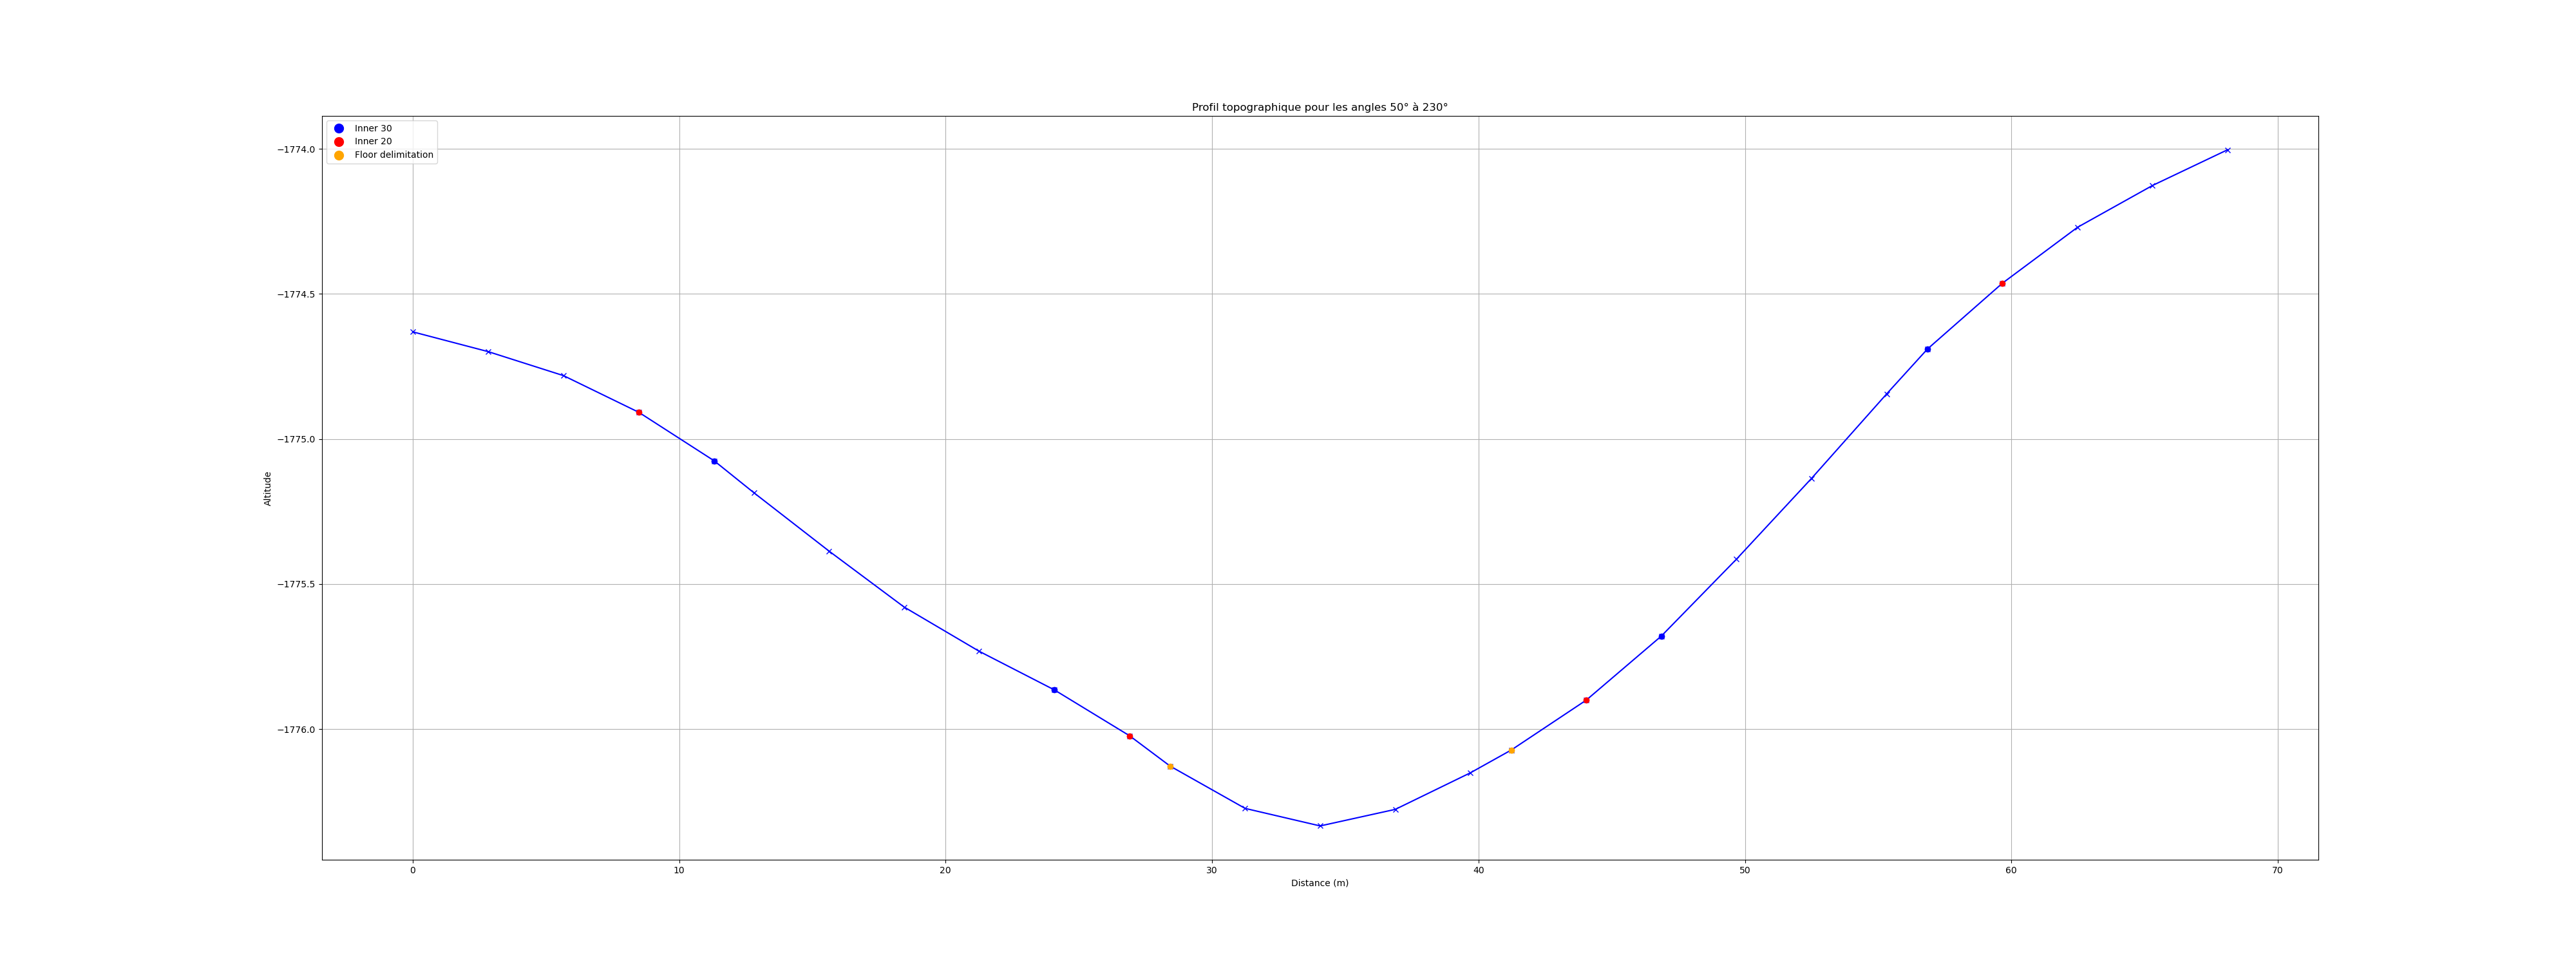 Profil topographique pour les angles 50° à 230°
Inner 30
Inner 20
Floor delimitation
−1774.0
−1774.5
−1775.0
−1775.5
−1776.0
Altitude
0 10 20 30 40 50 60 70
Distance (m)